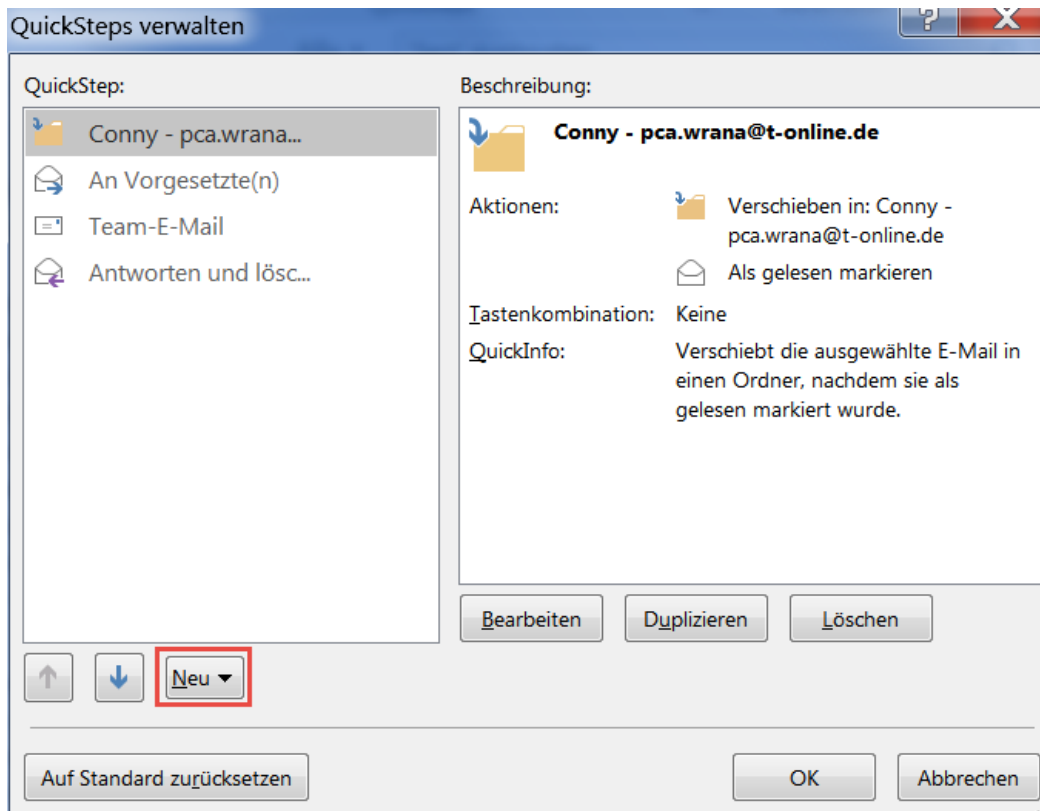 QuickSteps verwalten
QuickStep:
Conny - pca.wrana...
An Vorgesetzte(n)
Team-E-Mail
Antworten und lösc...
Neu
Beschreibung:
Conny - pca.wrana@t-online.de
Aktionen:
Verschieben in: Conny -
pca.wrana@t-online.de
Als gelesen markieren
Tastenkombination: Keine
QuickInfo: Verschiebt die ausgewählte E-Mail in
einen Ordner, nachdem sie als
gelesen markiert wurde.
Bearbeiten Duplizieren Löschen
Auf Standard zurücksetzen OK Abbrechen